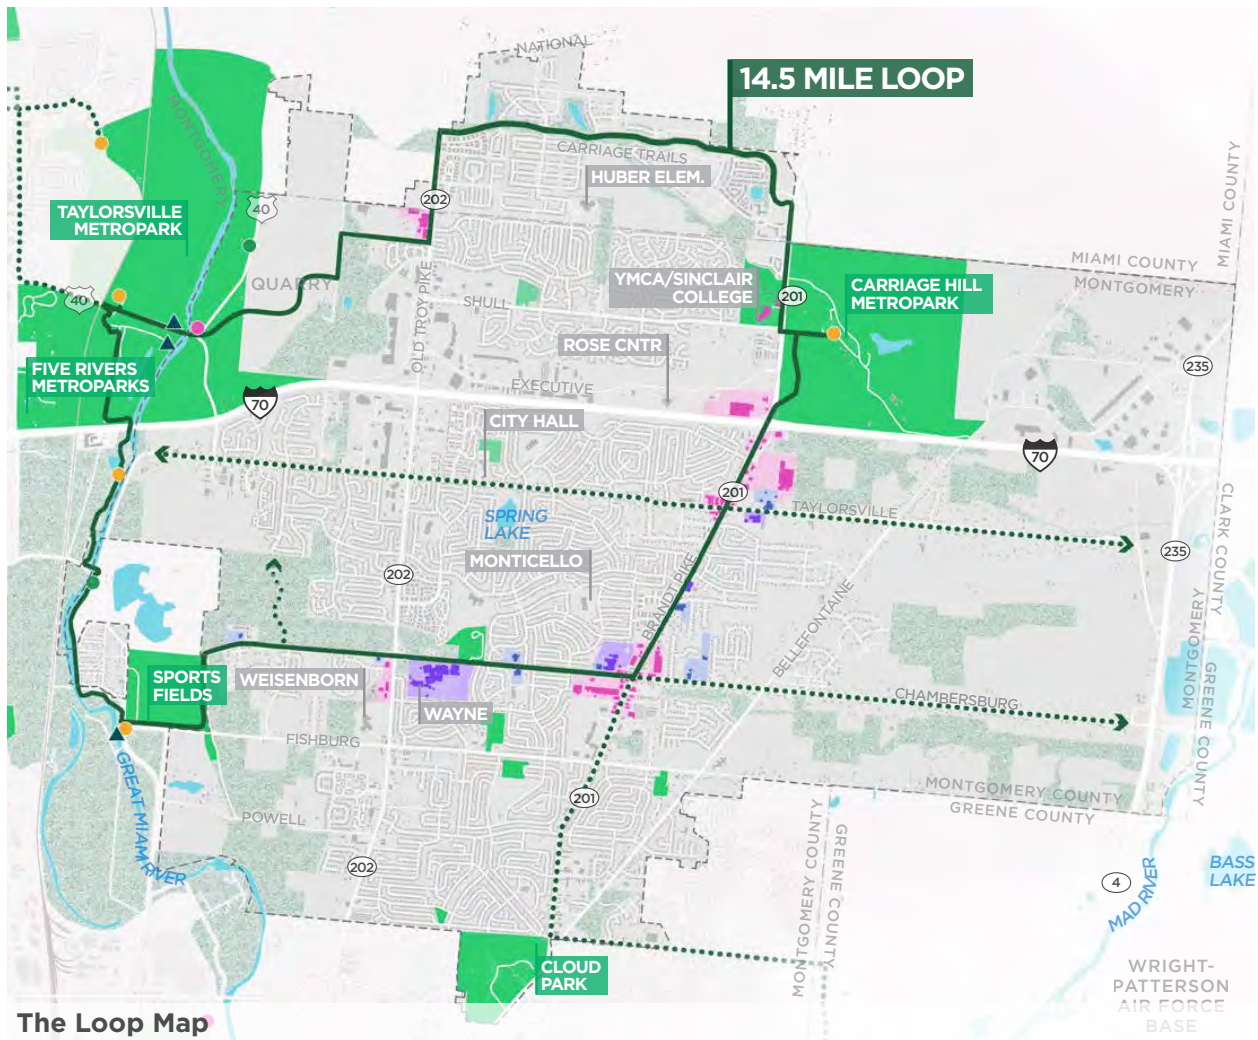 NATIONAL
14.5 MILE LOOP
MONTGOMERY
CARRIAGE TRAILS
HUBER ELEM.
MIAMI COUNTY
202
40
TAYLORSVILLE
METROPARK
MIAMI COUNTY
MONTGOMERY
QUARRY
YMCA/SINCLAIR
COLLEGE
201
CARRIAGE HILL
METROPARK
40
SHULL
OLD TROY PIKE
ROSE CNTR
FIVE RIVERS
METROPARKS
235
EXECUTIVE
70
CITY HALL
70
201
TAYLORSVILLE
SPRING
LAKE
CLARK COUNTY
235
MONTICELLO
202
BRANDT PIKE
BELLEFONTAINE
MONTGOMERY
GREENE COUNTY
SPORTS
FIELDS
WEISENBORN
WAYNE
CHAMBERSBURG
FISHBURG
GREAT MIAMI
RIVER
201
MONTGOMERY COUNTY
GREENE COUNTY
POWELL
202
MONTGOMERY COUNTY
GREENE COUNTY
4
MAD RIVER
BASS
LAKE
CLOUD
PARK
WRIGHT-
PATTERSON
AIR FORCE
BASE
The Loop Map